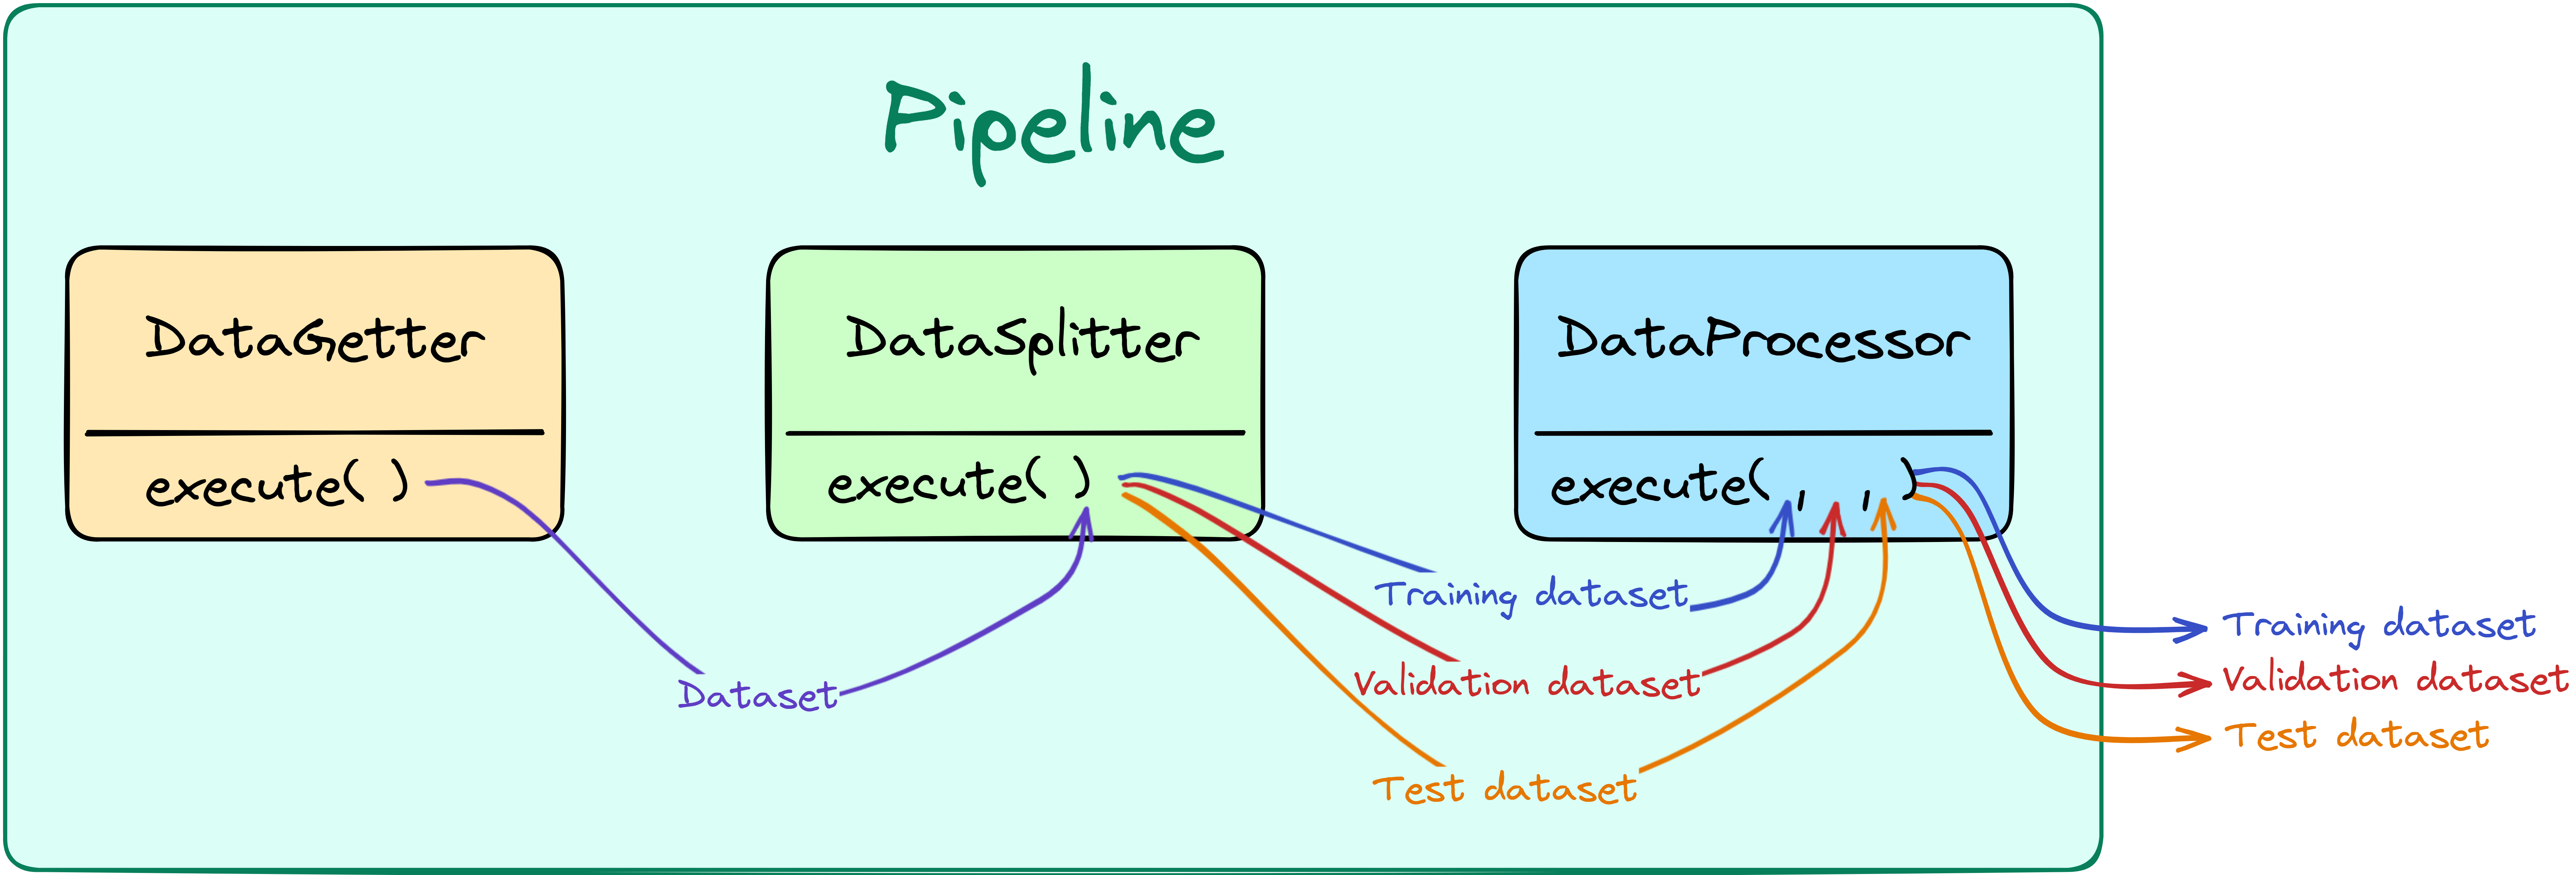 Pipeline
DataGetter
execute( )
DataSplitter
execute( )
DataProcessor
execute( , , )
Dataset
Training dataset
Validation dataset
Test dataset
Training dataset
Validation dataset
Test dataset